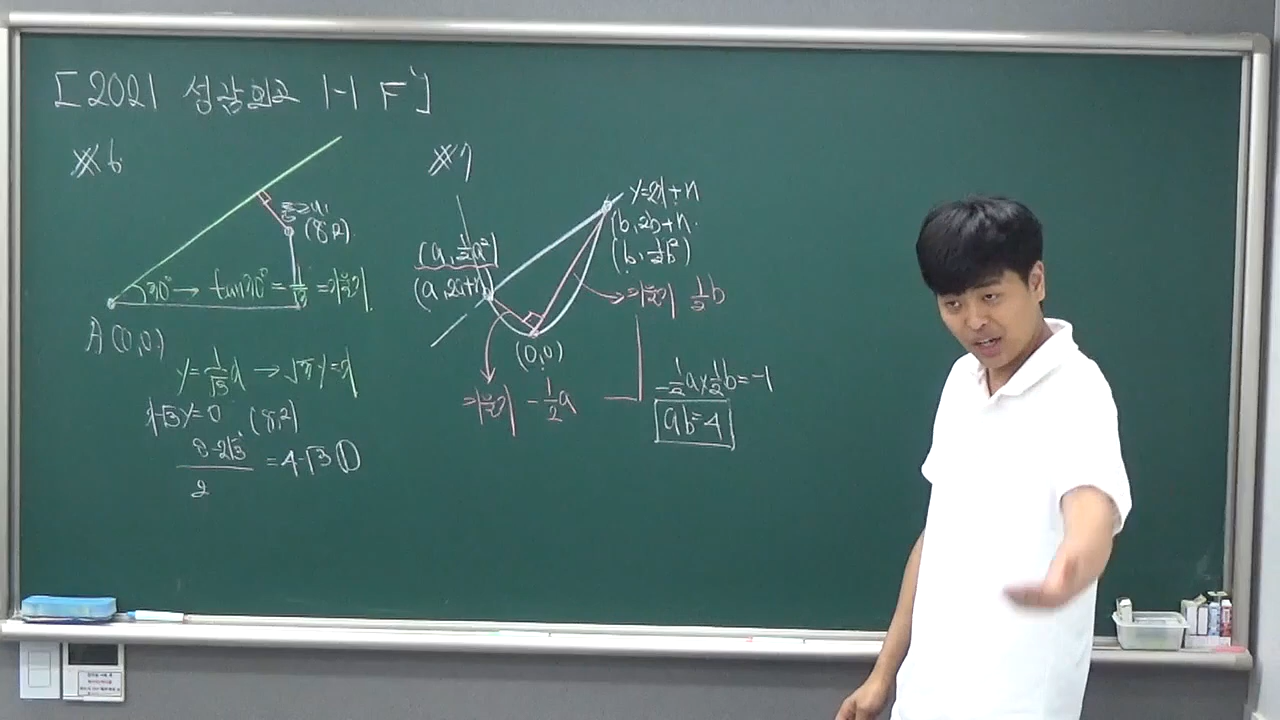 [2021 성광외고 1-1 F]
※6
(8,2)
30° → tan30° = 1/√3 = 기울기
A(0,0)
y=1/√3 x → √3 y=x
x-√3y=0 (8,2)
8-2√3 / 2 = 4-√3 ①
※7
y=2x+n
(b, 2b+n)
(b, 1/2b²)
(a, 1/2a²)
(a, 2a+n)
=기울기 1/2b
(0,0)
=기울기 -1/2a
1/2a×1/2b=-1
ab=4